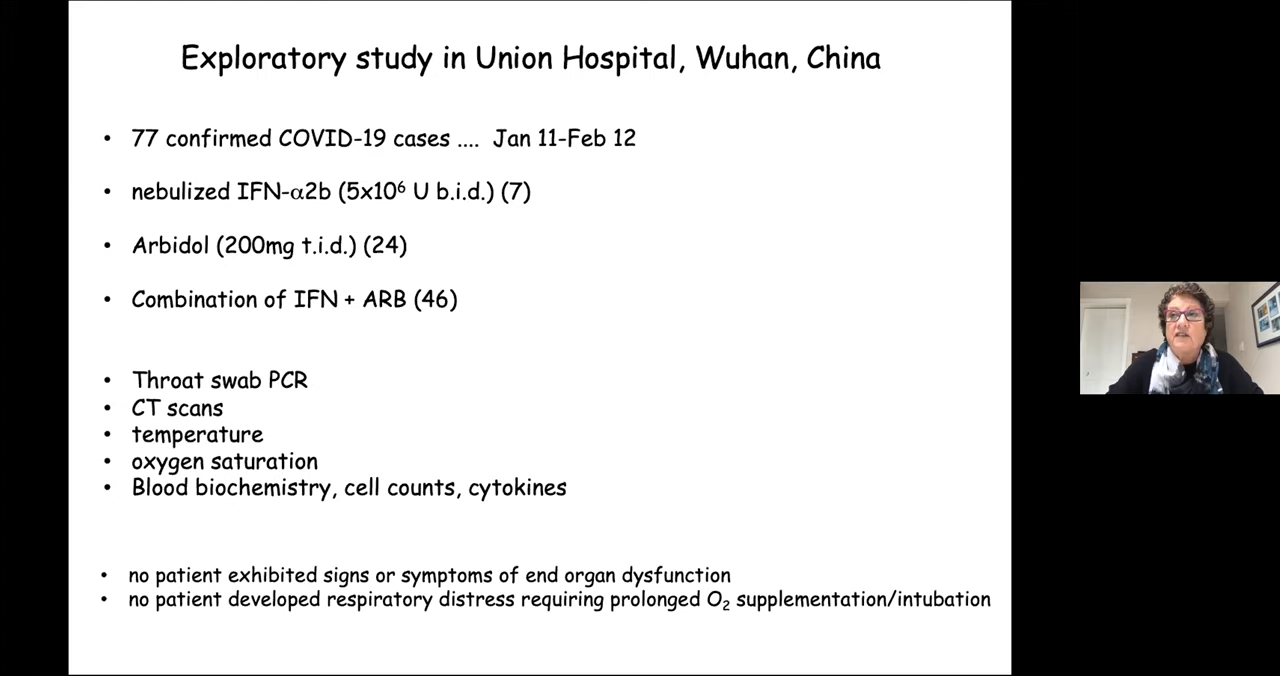 Exploratory study in Union Hospital, Wuhan, China
• 77 confirmed COVID-19 cases .... Jan 11-Feb 12
• nebulized IFN-α2b (5x10⁶ U b.i.d.) (7)
• Arbidol (200mg t.i.d.) (24)
• Combination of IFN + ARB (46)
• Throat swab PCR
• CT scans
• temperature
• oxygen saturation
• Blood biochemistry, cell counts, cytokines
• no patient exhibited signs or symptoms of end organ dysfunction
• no patient developed respiratory distress requiring prolonged O₂ supplementation/intubation